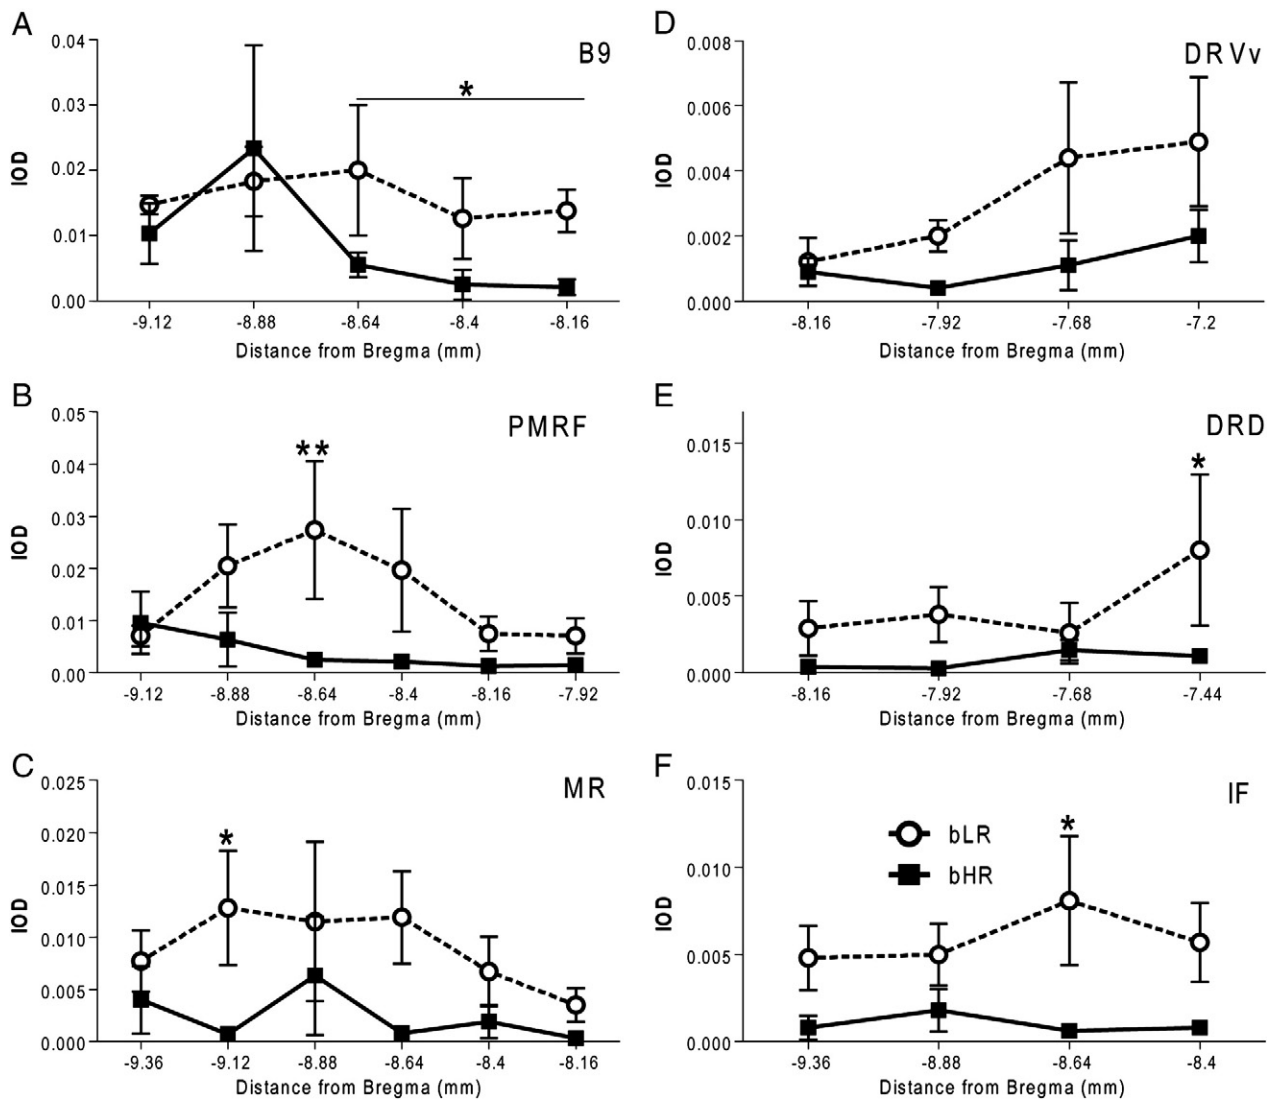 A
B9
0.04
0.03
0.02
0.01
0.00
IOD
*
-9.12 -8.88 -8.64 -8.4 -8.16
Distance from Bregma (mm)
D
DRVv
0.008
0.006
0.004
0.002
0.000
IOD
-8.16 -7.92 -7.68 -7.2
Distance from Bregma (mm)
B
PMRF
0.05
0.04
0.03
0.02
0.01
0.00
IOD
**
-9.12 -8.88 -8.64 -8.4 -8.16 -7.92
Distance from Bregma (mm)
E
DRD
0.015
0.010
0.005
0.000
IOD
*
-8.16 -7.92 -7.68 -7.44
Distance from Bregma (mm)
C
MR
0.025
0.020
0.015
0.010
0.005
0.000
IOD
*
-9.36 -9.12 -8.88 -8.64 -8.4 -8.16
Distance from Bregma (mm)
F
IF
0.015
0.010
0.005
0.000
IOD
*
bLR
bHR
-9.36 -8.88 -8.64 -8.4
Distance from Bregma (mm)